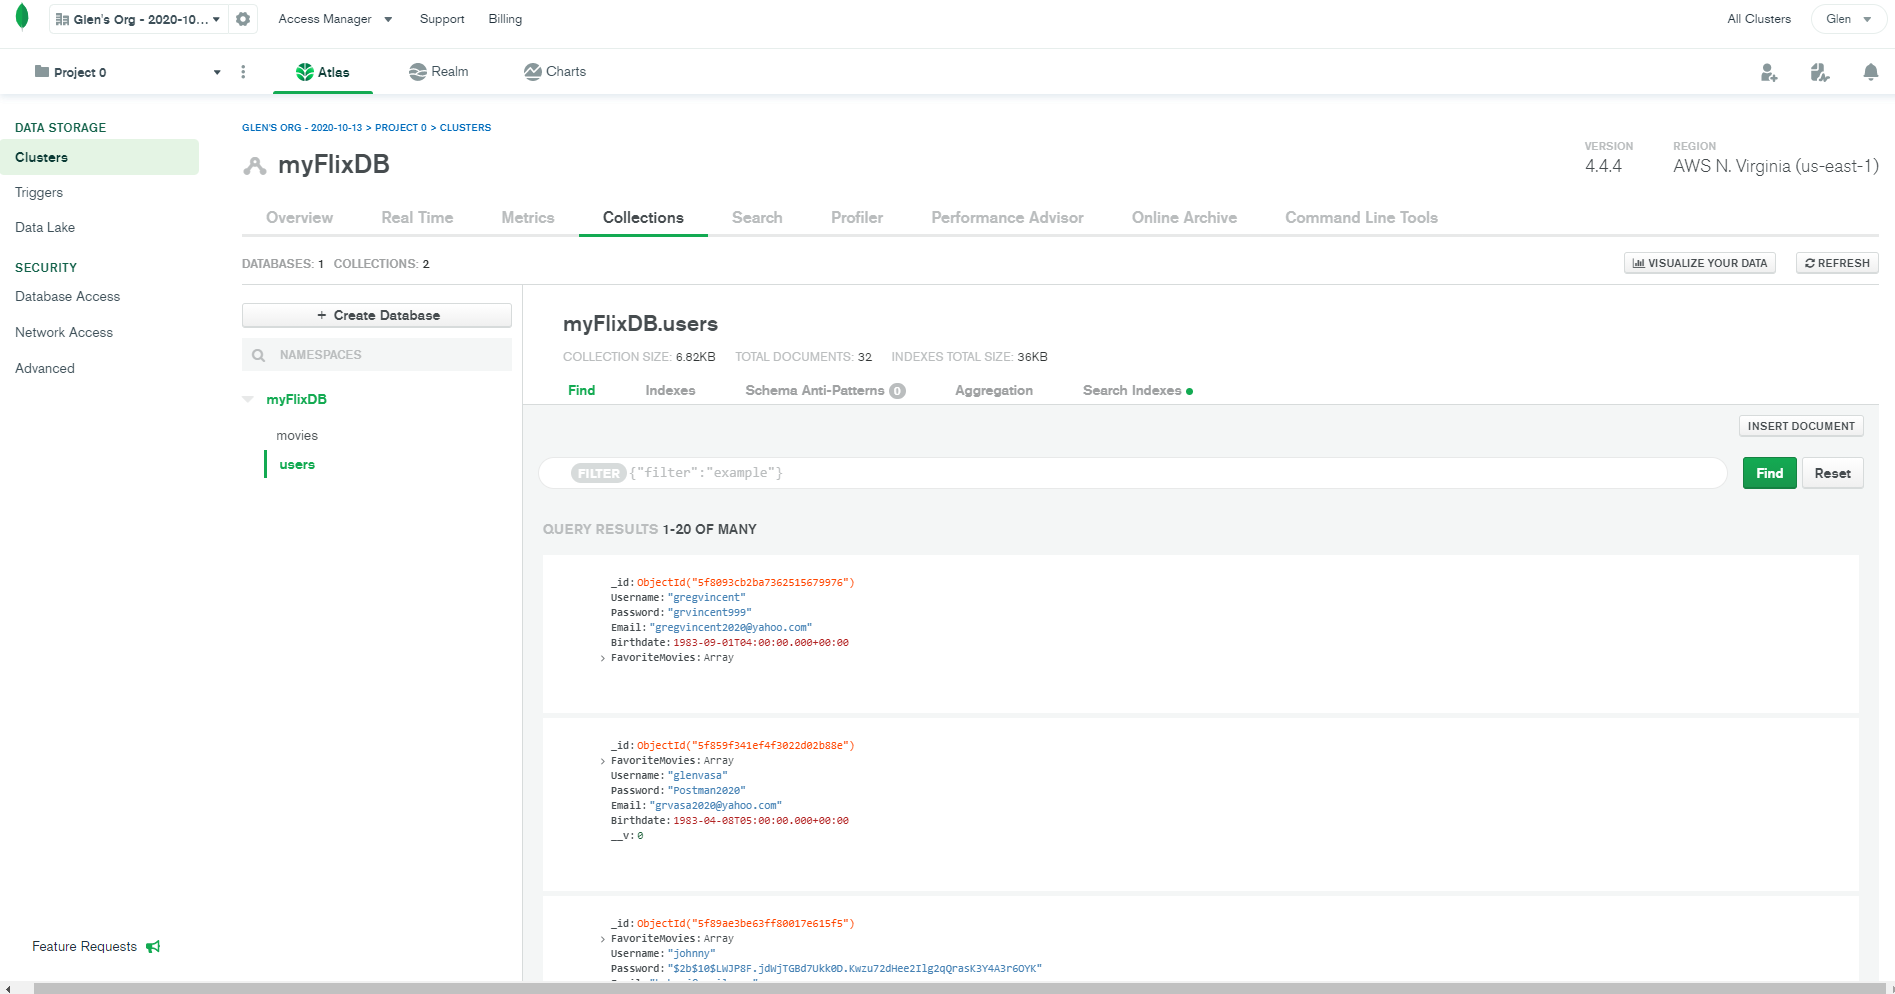 Glen's Org - 2020-10...
Access Manager
Support
Billing
All Clusters
Glen
Project 0
Atlas
Realm
Charts
DATA STORAGE
Clusters
Triggers
Data Lake
SECURITY
Database Access
Network Access
Advanced
Feature Requests
GLEN'S ORG - 2020-10-13 > PROJECT 0 > CLUSTERS
myFlixDB
VERSION
4.4.4
REGION
AWS N. Virginia (us-east-1)
Overview
Real Time
Metrics
Collections
Search
Profiler
Performance Advisor
Online Archive
Command Line Tools
DATABASES: 1 COLLECTIONS: 2
VISUALIZE YOUR DATA
REFRESH
+ Create Database
NAMESPACES
myFlixDB
movies
users
myFlixDB.users
COLLECTION SIZE: 6.82KB TOTAL DOCUMENTS: 32 INDEXES TOTAL SIZE: 36KB
Find
Indexes
Schema Anti-Patterns 0
Aggregation
Search Indexes
INSERT DOCUMENT
FILTER {"filter":"example"}
Find
Reset
QUERY RESULTS 1-20 OF MANY
_id: ObjectId("5f8093cb2ba7362515679976")
Username: "gregvincent"
Password: "grvincent999"
Email: "gregvincent2020@yahoo.com"
Birthdate: 1983-09-01T04:00:00.000+00:00
> FavoriteMovies: Array
_id: ObjectId("5f859f341ef4f3022d02b88e")
> FavoriteMovies: Array
Username: "glenvasa"
Password: "Postman2020"
Email: "grvasa2020@yahoo.com"
Birthdate: 1983-04-08T05:00:00.000+00:00
__v: 0
_id: ObjectId("5f89ae3be63ff80017e615f5")
> FavoriteMovies: Array
Username: "johnny"
Password: "$2b$10$LWJP8F.jdWjTGBd7Ukk0D.Kwzu72dHee2Ilg2qQrasK3Y4A3r6OYK"